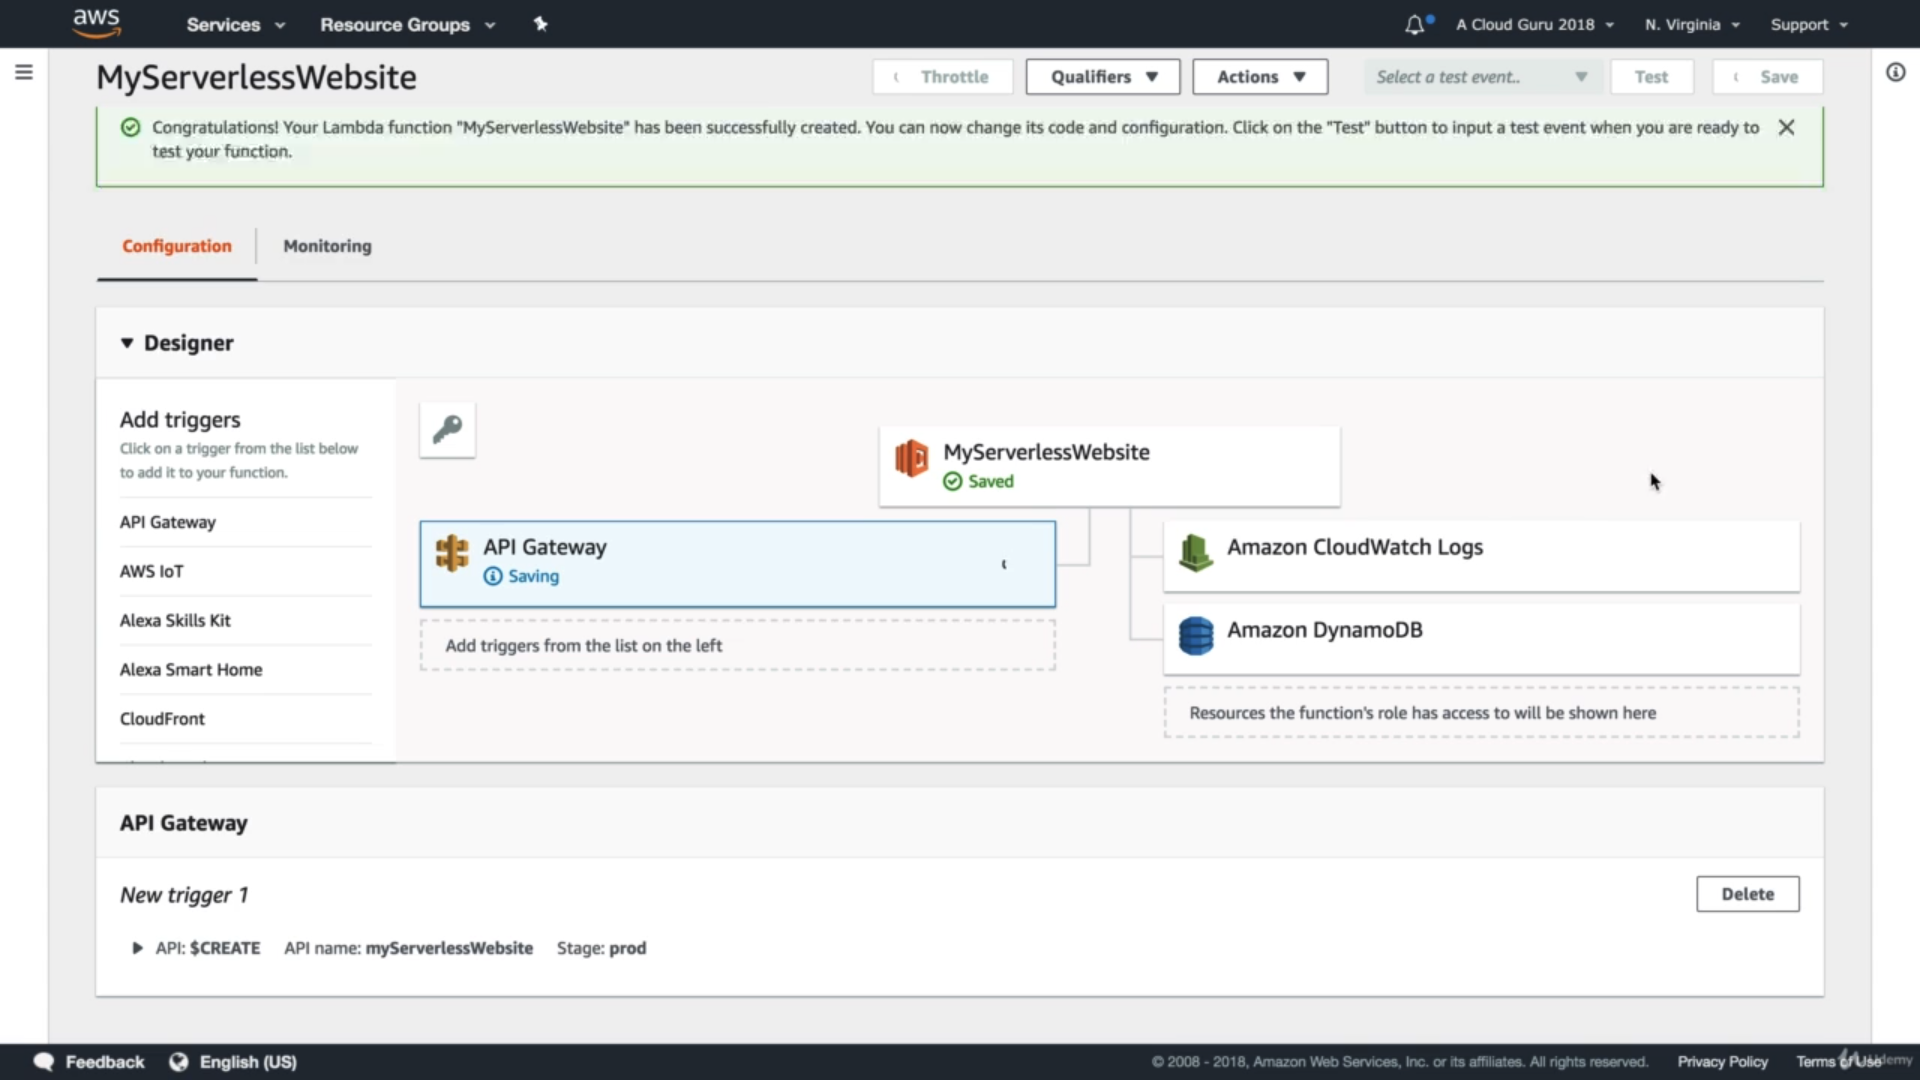 aws
Services
Resource Groups
A Cloud Guru 2018
N. Virginia
Support
MyServerlessWebsite
Throttle
Qualifiers
Actions
Select a test event..
Test
Save
Congratulations! Your Lambda function "MyServerlessWebsite" has been successfully created. You can now change its code and configuration. Click on the "Test" button to input a test event when you are ready to
test your function.
Configuration
Monitoring
Designer
Add triggers
Click on a trigger from the list below
to add it to your function.
API Gateway
AWS IoT
Alexa Skills Kit
Alexa Smart Home
CloudFront
MyServerlessWebsite
Saved
API Gateway
Saving
Add triggers from the list on the left
Amazon CloudWatch Logs
Amazon DynamoDB
Resources the function's role has access to will be shown here
API Gateway
New trigger 1
Delete
API: $CREATE API name: myServerlessWebsite Stage: prod
Feedback
English (US)
© 2008 - 2018, Amazon Web Services, Inc. or its affiliates. All rights reserved.
Privacy Policy
Terms of Use